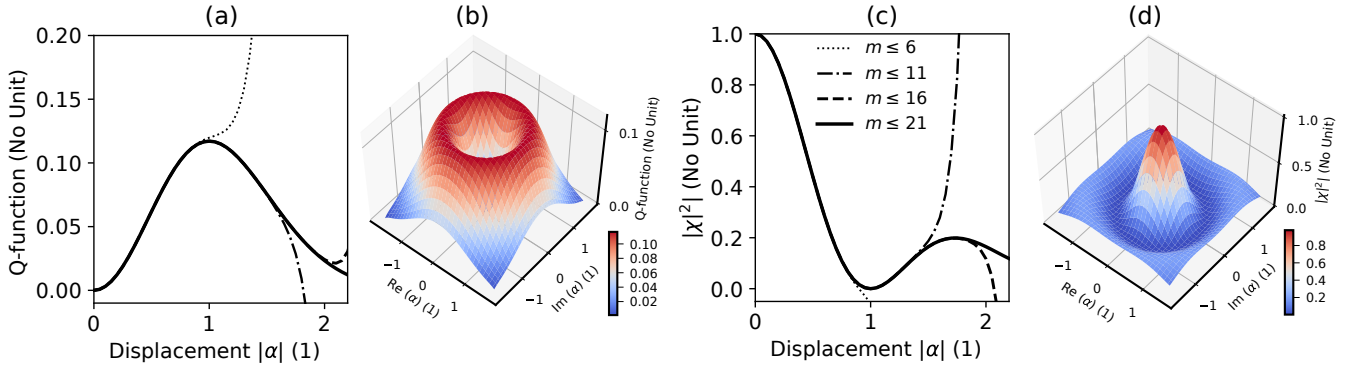 (a)
Q-function (No Unit)
0.20
0.15
0.10
0.05
0.00
0
1
2
Displacement |α| (1)
(b)
Q-function (No Unit)
0.1
0.0
−1
0
1
Re (α) (1)
−1
0
1
Im (α) (1)
0.10
0.08
0.06
0.04
0.02
(c)
|χ|²| (No Unit)
1.0
0.8
0.6
0.4
0.2
0.0
0
1
2
Displacement |α| (1)
m ≤ 6
m ≤ 11
m ≤ 16
m ≤ 21
(d)
|χ|²| (No Unit)
1.0
0.5
0.0
−1
0
1
Re (α) (1)
−1
0
1
Im (α) (1)
0.8
0.6
0.4
0.2